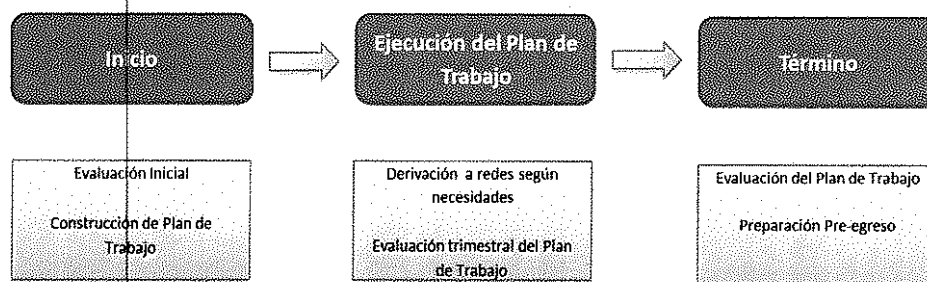 Inicio
Ejecución del Plan de
Trabajo
Término
Evaluación Inicial
Construcción de Plan de
Trabajo
Derivación a redes según
necesidades
Evaluación trimestral del Plan
de Trabajo
Evaluación del Plan de Trabajo
Preparación Pre-egreso